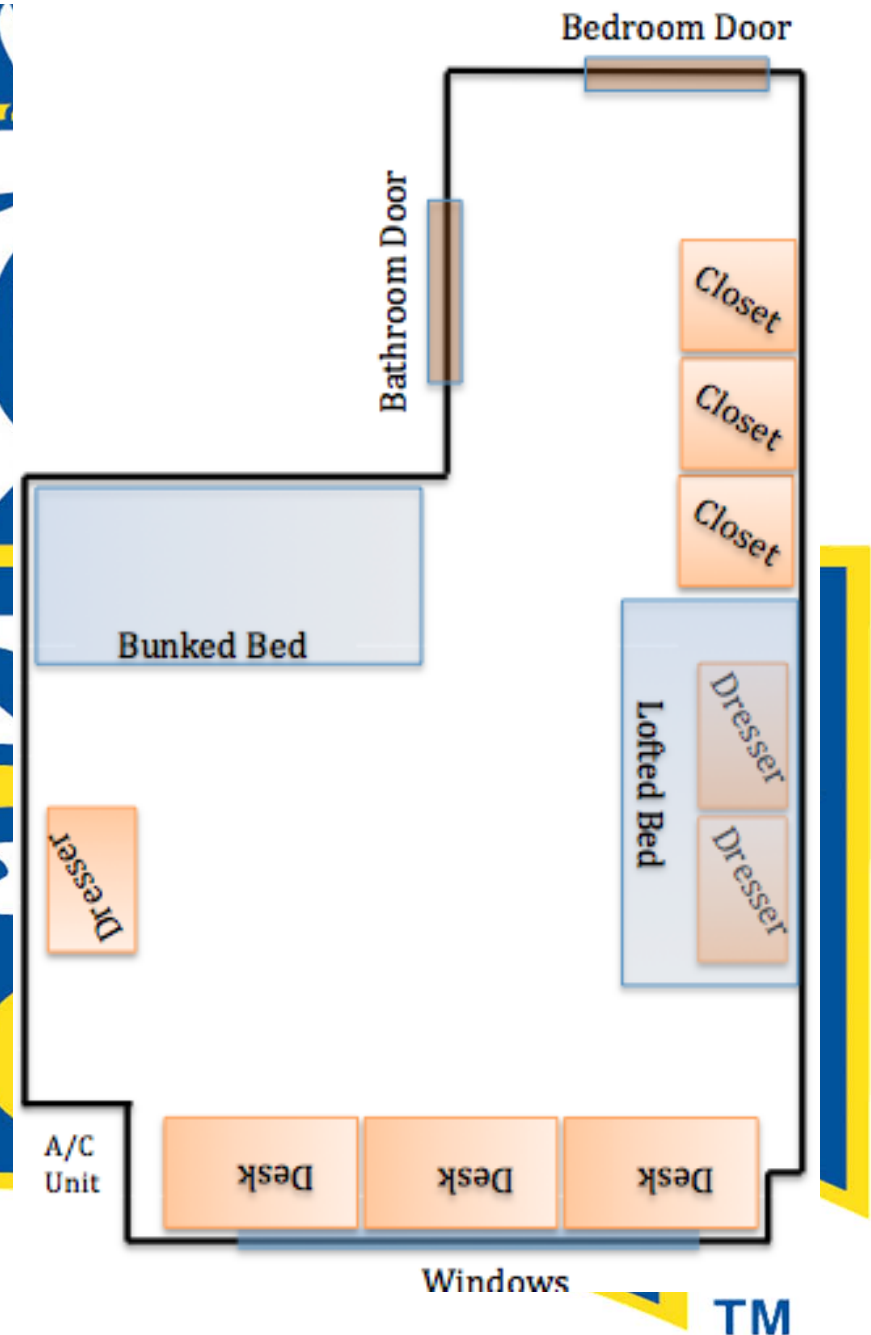 Bedroom Door
Bathroom Door
Closet
Closet
Closet
Bunked Bed
Lofted Bed
Dresser
Dresser
Dresser
A/C
Unit
Desk
Desk
Desk
Windows
TM